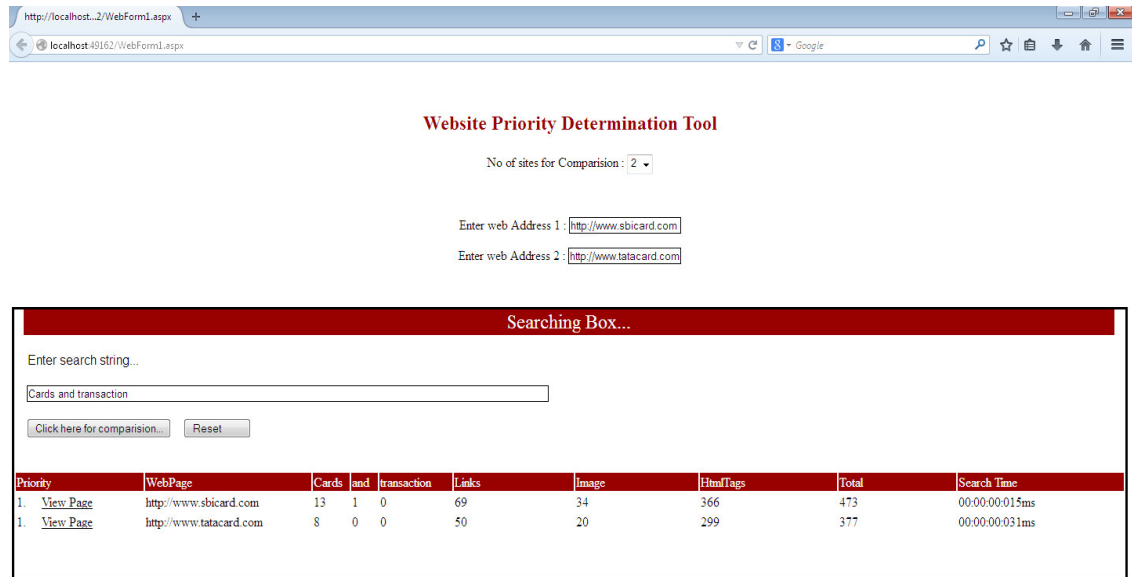 http://localhost...2/WebForm1.aspx +
localhost:49162/WebForm1.aspx 8 Google
Website Priority Determination Tool
No of sites for Comparision : 2
Enter web Address 1 : http://www.sbicard.com
Enter web Address 2 : http://www.tatacard.com
Searching Box...
Enter search string...
Cards and transaction
Click here for comparision... Reset
Priority WebPage Cards and transaction Links Image HtmlTags Total Search Time
1. View Page http://www.sbicard.com 13 1 0 69 34 366 473 00:00:00:015ms
1. View Page http://www.tatacard.com 8 0 0 50 20 299 377 00:00:00:031ms